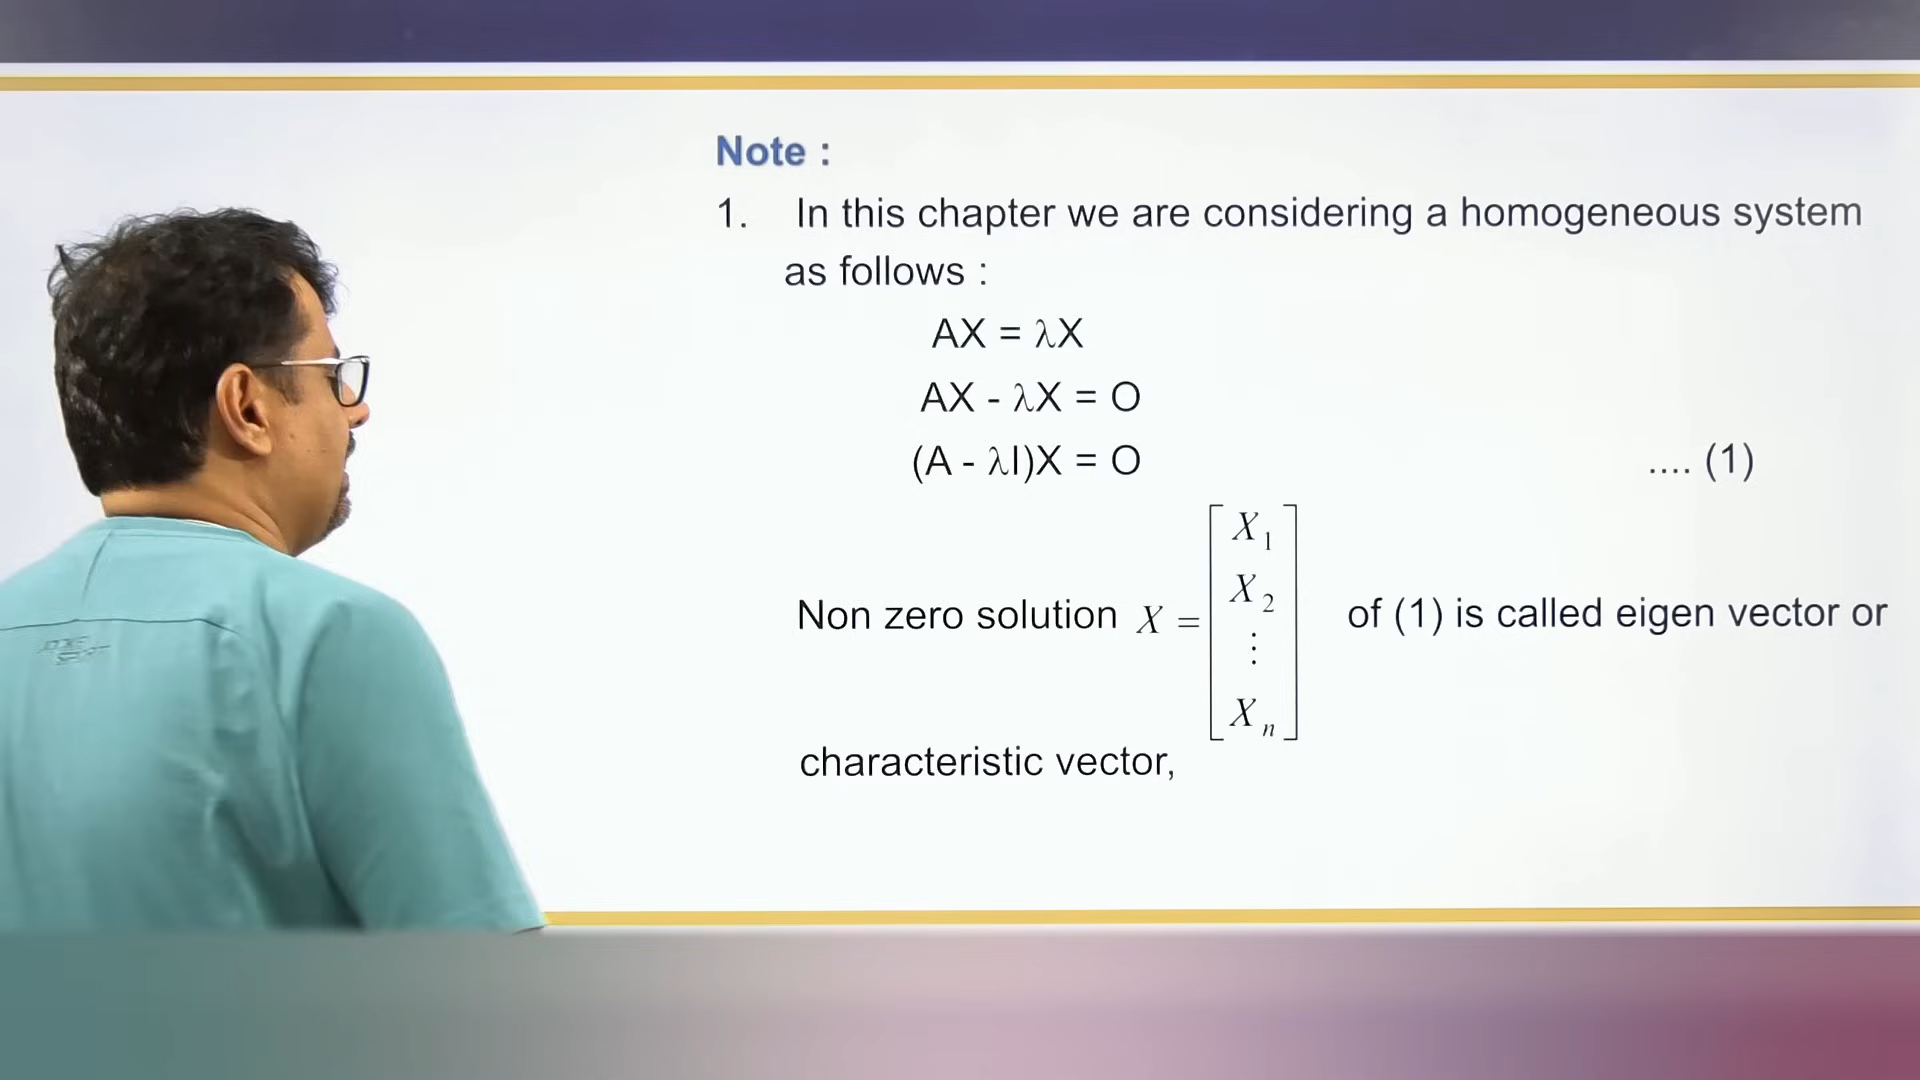 Note :
1. In this chapter we are considering a homogeneous system
as follows :
AX = λX
AX - λX = O
(A - λI)X = O .... (1)
Non zero solution X = [X₁ X₂ ⋮ Xₙ] of (1) is called eigen vector or
characteristic vector,